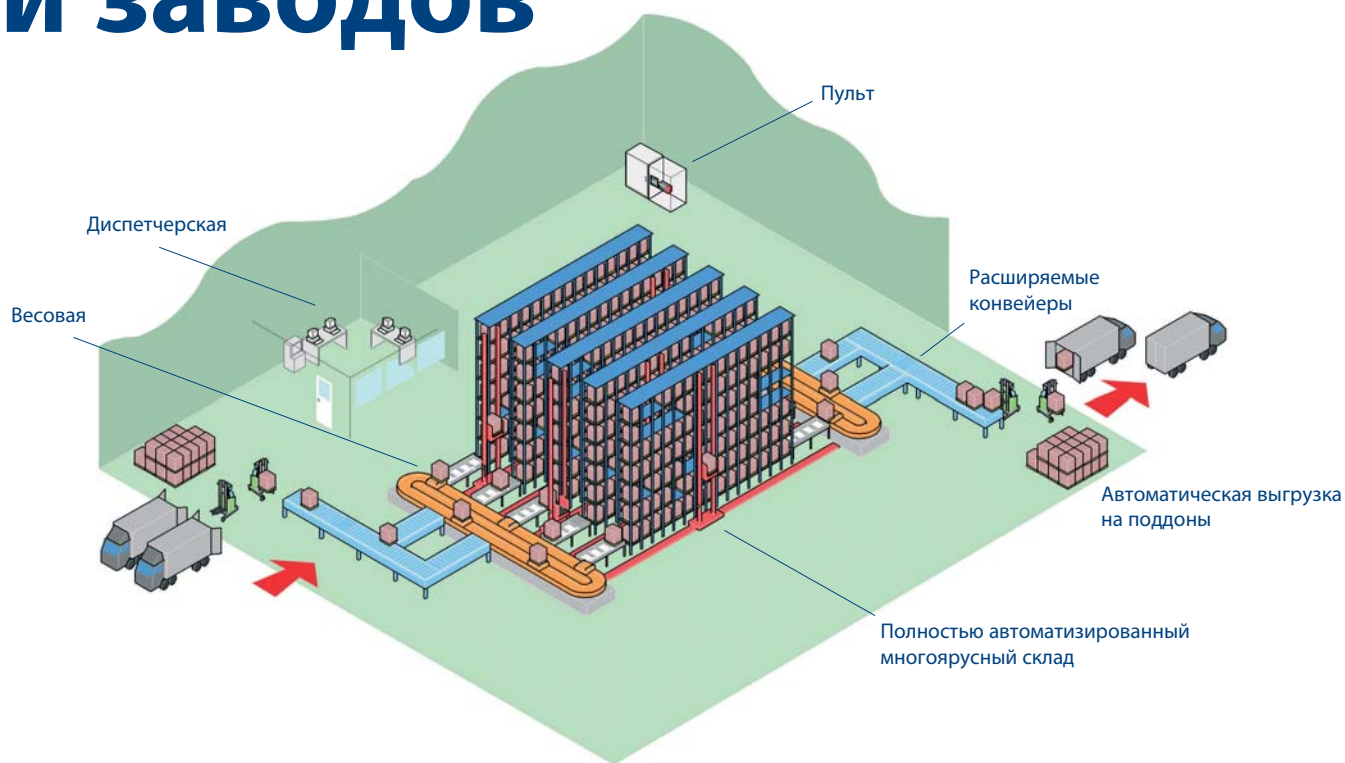 и заводов
Пульт
Диспетчерская
Весовая
Расширяемые
конвейеры
Автоматическая выгрузка
на поддоны
Полностью автоматизированный
многоярусный склад